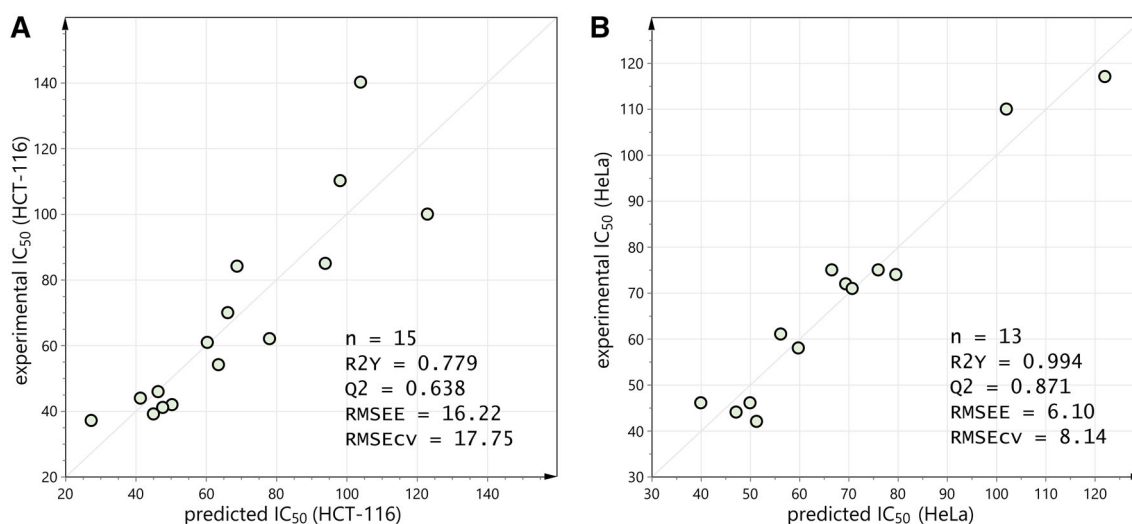 A
experimental IC50 (HCT-116)
140
120
100
80
60
40
20
20 40 60 80 100 120 140
predicted IC50 (HCT-116)
n = 15
R2Y = 0.779
Q2 = 0.638
RMSEE = 16.22
RMSEcv = 17.75
B
experimental IC50 (HeLa)
120
110
100
90
80
70
60
50
40
30
30 40 50 60 70 80 90 100 110 120
predicted IC50 (HeLa)
n = 13
R2Y = 0.994
Q2 = 0.871
RMSEE = 6.10
RMSEcv = 8.14